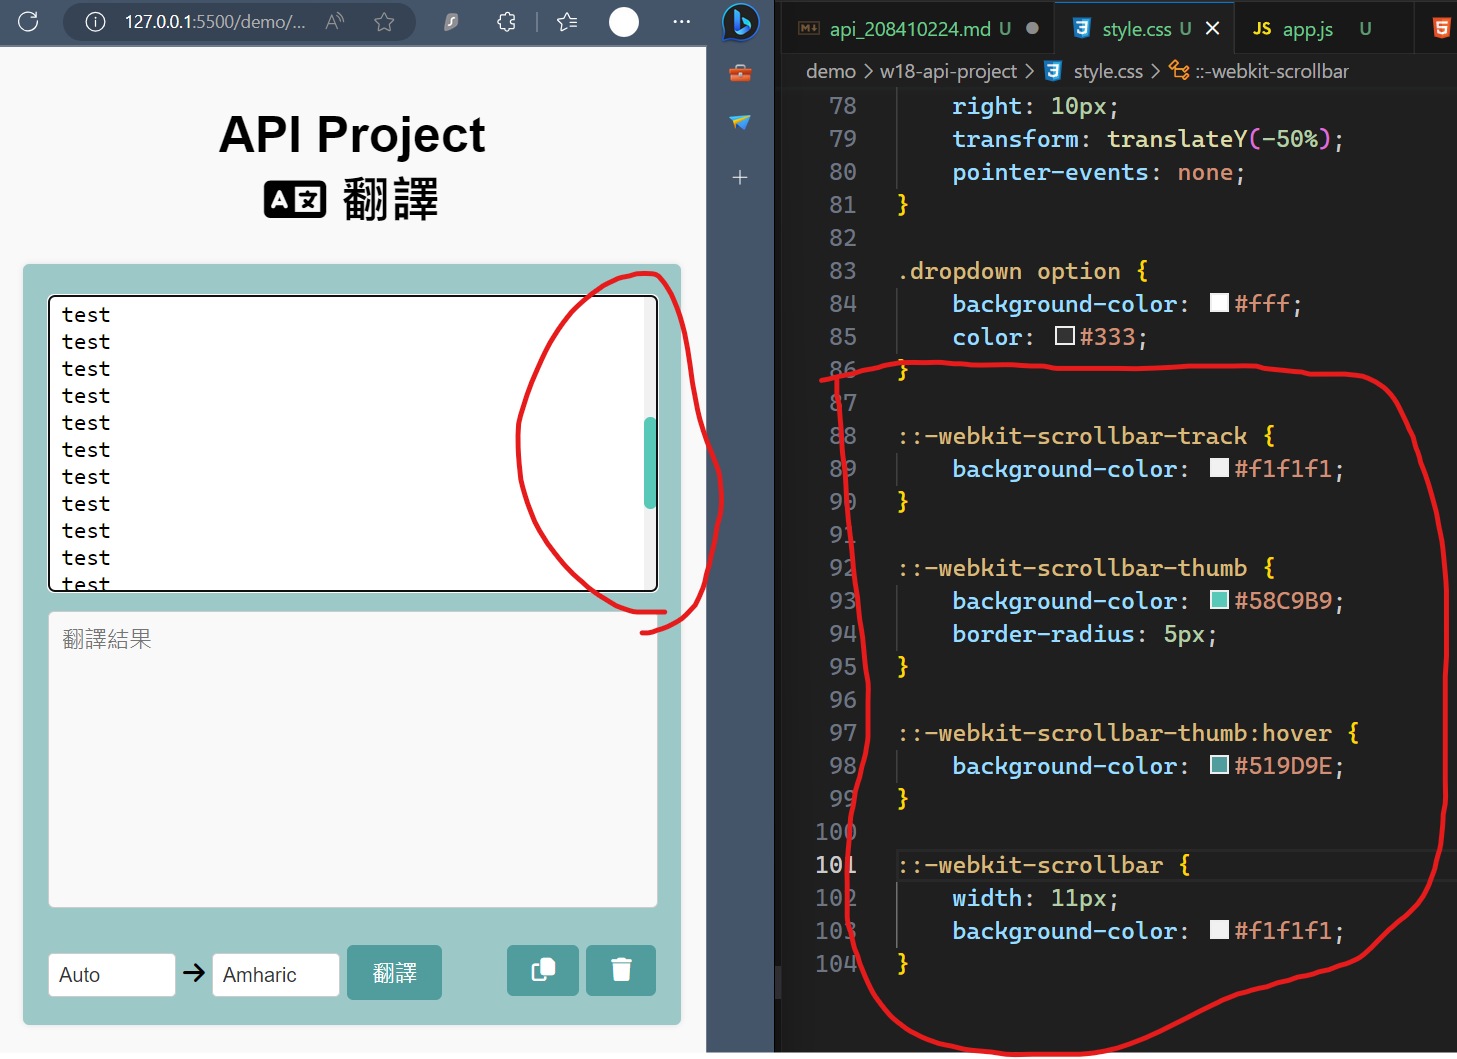 127.0.0.1:5500/demo/...
API Project
翻譯
test
test
test
test
test
test
test
test
test
test
test
翻譯結果
Auto
Amharic
翻譯
api_208410224.md U
style.css U
JS app.js U
demo > w18-api-project > style.css > ::-webkit-scrollbar
78 right: 10px;
79 transform: translateY(-50%);
80 pointer-events: none;
81 }
82
83 .dropdown option {
84 background-color: #fff;
85 color: #333;
86 }
87
88 ::-webkit-scrollbar-track {
89 background-color: #f1f1f1;
90 }
91
92 ::-webkit-scrollbar-thumb {
93 background-color: #58C9B9;
94 border-radius: 5px;
95 }
96
97 ::-webkit-scrollbar-thumb:hover {
98 background-color: #519D9E;
99 }
100
101 ::-webkit-scrollbar {
102 width: 11px;
103 background-color: #f1f1f1;
104 }